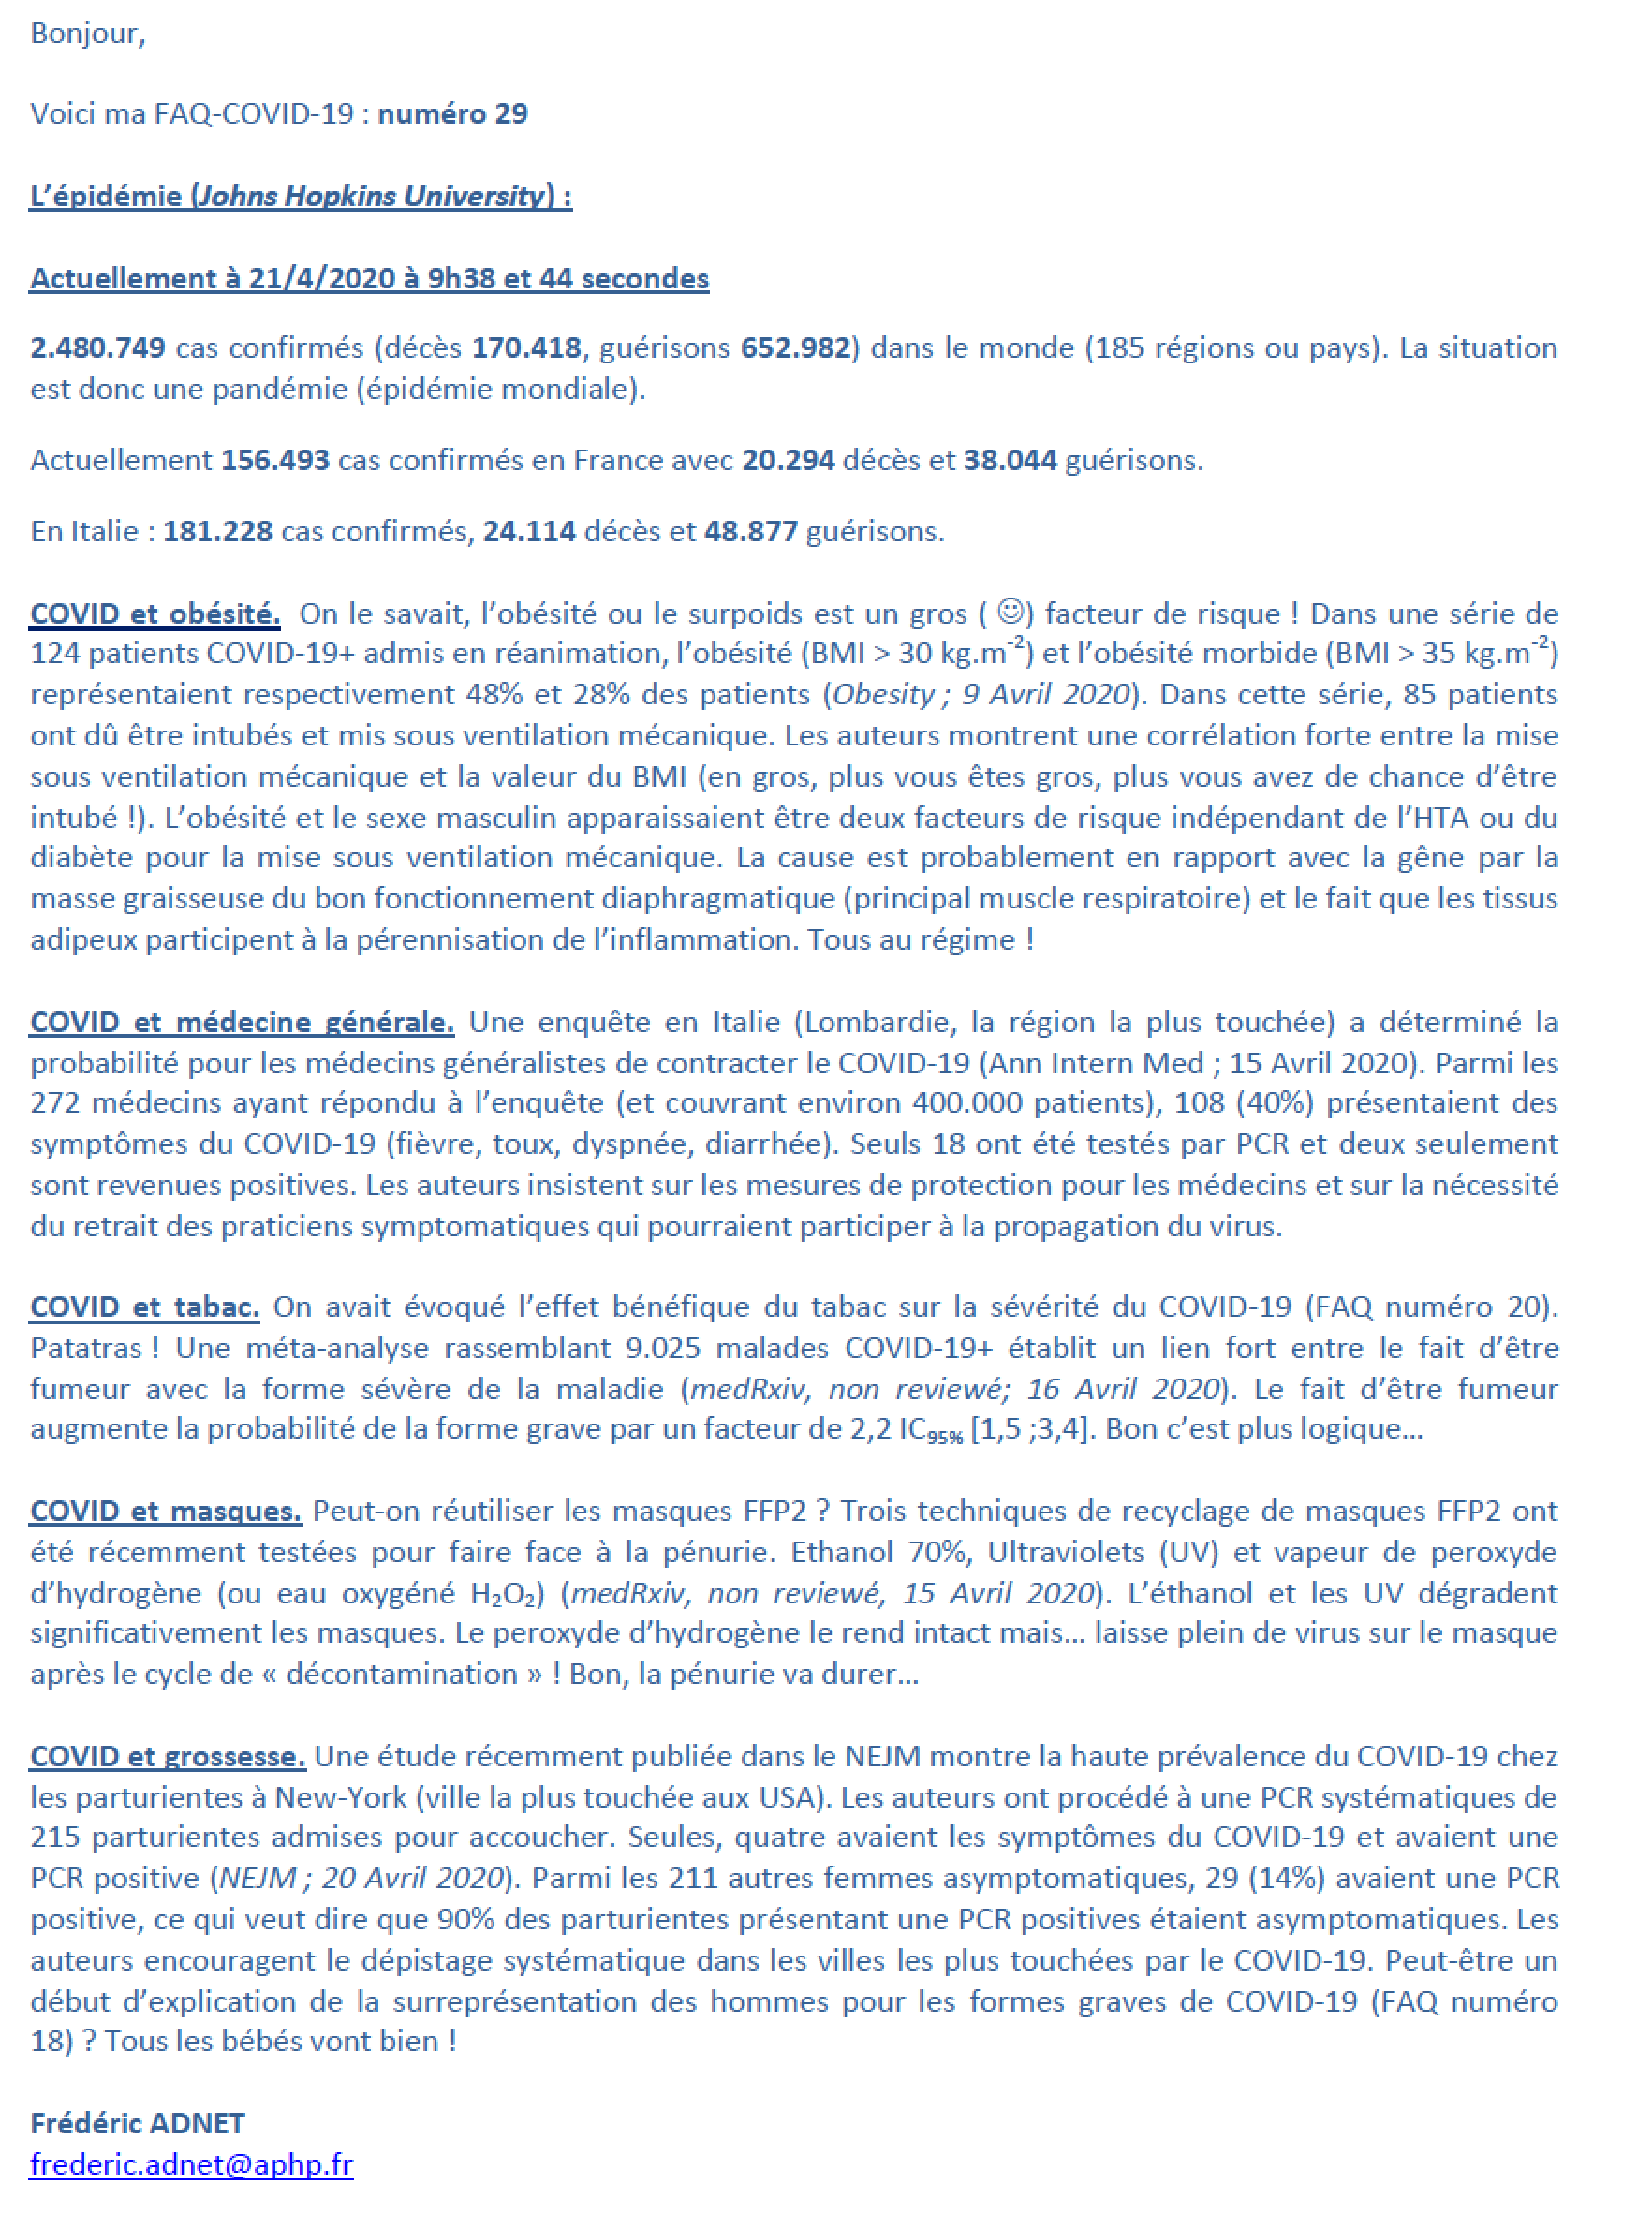 Bonjour,
Voici ma FAQ-COVID-19 : numéro 29
L’épidémie (Johns Hopkins University) :
Actuellement à 21/4/2020 à 9h38 et 44 secondes
2.480.749 cas confirmés (décès 170.418, guérisons 652.982) dans le monde (185 régions ou pays). La situation
est donc une pandémie (épidémie mondiale).
Actuellement 156.493 cas confirmés en France avec 20.294 décès et 38.044 guérisons.
En Italie : 181.228 cas confirmés, 24.114 décès et 48.877 guérisons.
COVID et obésité. On le savait, l’obésité ou le surpoids est un gros ( ☺) facteur de risque ! Dans une série de
124 patients COVID-19+ admis en réanimation, l’obésité (BMI > 30 kg.m⁻²) et l’obésité morbide (BMI > 35 kg.m⁻²)
représentaient respectivement 48% et 28% des patients (Obesity ; 9 Avril 2020). Dans cette série, 85 patients
ont dû être intubés et mis sous ventilation mécanique. Les auteurs montrent une corrélation forte entre la mise
sous ventilation mécanique et la valeur du BMI (en gros, plus vous êtes gros, plus vous avez de chance d’être
intubé !). L’obésité et le sexe masculin apparaissaient être deux facteurs de risque indépendant de l’HTA ou du
diabète pour la mise sous ventilation mécanique. La cause est probablement en rapport avec la gêne par la
masse graisseuse du bon fonctionnement diaphragmatique (principal muscle respiratoire) et le fait que les tissus
adipeux participent à la pérennisation de l’inflammation. Tous au régime !
COVID et médecine générale. Une enquête en Italie (Lombardie, la région la plus touchée) a déterminé la
probabilité pour les médecins généralistes de contracter le COVID-19 (Ann Intern Med ; 15 Avril 2020). Parmi les
272 médecins ayant répondu à l’enquête (et couvrant environ 400.000 patients), 108 (40%) présentaient des
symptômes du COVID-19 (fièvre, toux, dyspnée, diarrhée). Seuls 18 ont été testés par PCR et deux seulement
sont revenues positives. Les auteurs insistent sur les mesures de protection pour les médecins et sur la nécessité
du retrait des praticiens symptomatiques qui pourraient participer à la propagation du virus.
COVID et tabac. On avait évoqué l’effet bénéfique du tabac sur la sévérité du COVID-19 (FAQ numéro 20).
Patatras ! Une méta-analyse rassemblant 9.025 malades COVID-19+ établit un lien fort entre le fait d’être
fumeur avec la forme sévère de la maladie (medRxiv, non reviewé; 16 Avril 2020). Le fait d’être fumeur
augmente la probabilité de la forme grave par un facteur de 2,2 IC95% [1,5 ;3,4]. Bon c’est plus logique…
COVID et masques. Peut-on réutiliser les masques FFP2 ? Trois techniques de recyclage de masques FFP2 ont
été récemment testées pour faire face à la pénurie. Ethanol 70%, Ultraviolets (UV) et vapeur de peroxyde
d’hydrogène (ou eau oxygéné H₂O₂) (medRxiv, non reviewé, 15 Avril 2020). L’éthanol et les UV dégradent
significativement les masques. Le peroxyde d’hydrogène le rend intact mais… laisse plein de virus sur le masque
après le cycle de « décontamination » ! Bon, la pénurie va durer…
COVID et grossesse. Une étude récemment publiée dans le NEJM montre la haute prévalence du COVID-19 chez
les parturientes à New-York (ville la plus touchée aux USA). Les auteurs ont procédé à une PCR systématiques de
215 parturientes admises pour accoucher. Seules, quatre avaient les symptômes du COVID-19 et avaient une
PCR positive (NEJM ; 20 Avril 2020). Parmi les 211 autres femmes asymptomatiques, 29 (14%) avaient une PCR
positive, ce qui veut dire que 90% des parturientes présentant une PCR positives étaient asymptomatiques. Les
auteurs encouragent le dépistage systématique dans les villes les plus touchées par le COVID-19. Peut-être un
début d’explication de la surreprésentation des hommes pour les formes graves de COVID-19 (FAQ numéro
18) ? Tous les bébés vont bien !
Frédéric ADNET
frederic.adnet@aphp.fr